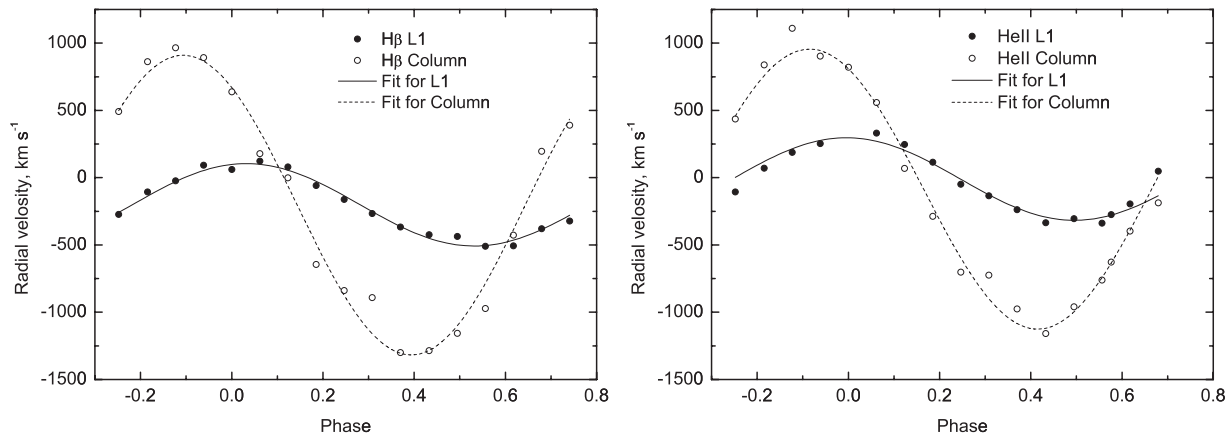 1000
500
0
-500
-1000
-1500
Radial velocity, km s⁻¹
Hβ L1
Hβ Column
Fit for L1
Fit for Column
-0.2 0.0 0.2 0.4 0.6 0.8
Phase
1000
500
0
-500
-1000
-1500
Radial velocity, km s⁻¹
HeII L1
HeII Column
Fit for L1
Fit for Column
-0.2 0.0 0.2 0.4 0.6 0.8
Phase